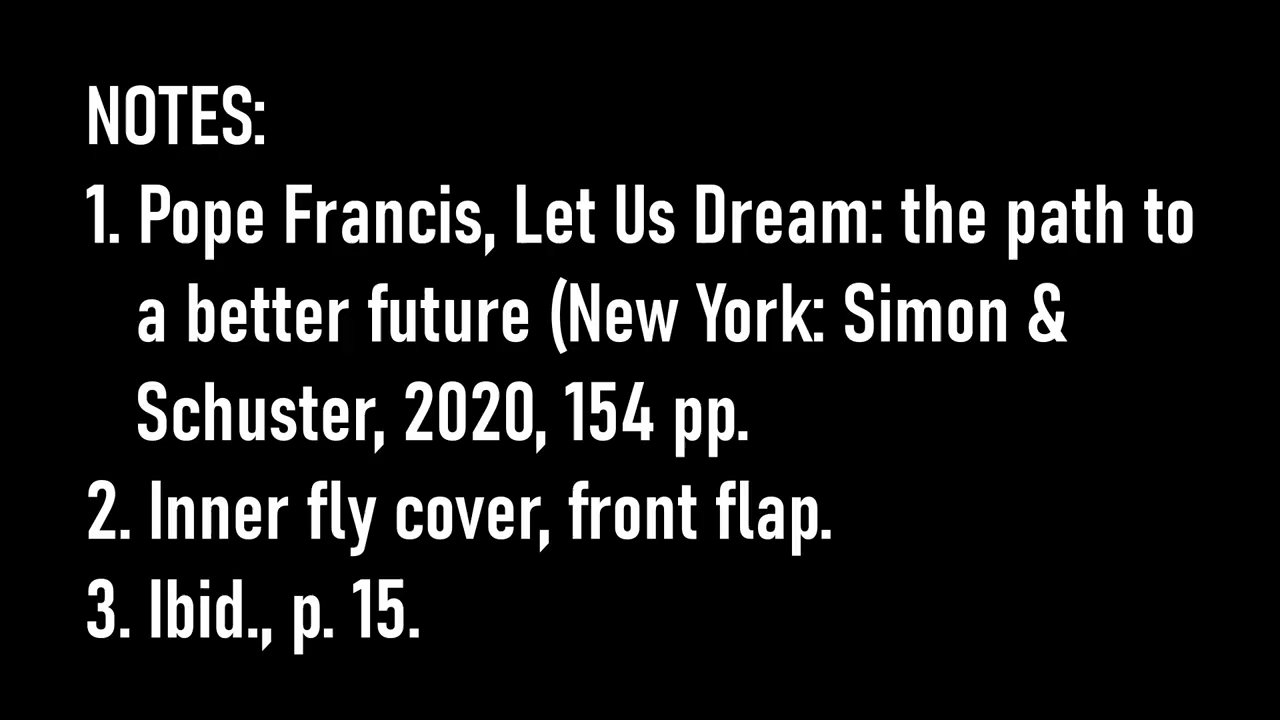 NOTES:
1. Pope Francis, Let Us Dream: the path to
a better future (New York: Simon &
Schuster, 2020, 154 pp.
2. Inner fly cover, front flap.
3. Ibid., p. 15.